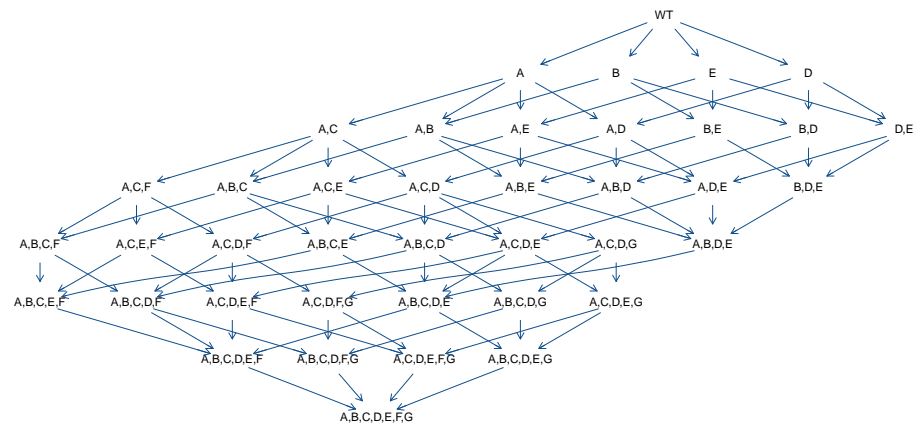 WT
A B E D
A,C A,B A,E A,D B,E B,D D,E
A,C,F A,B,C A,C,E A,C,D A,B,E A,B,D A,D,E B,D,E
A,B,C,F A,C,E,F A,C,D,F A,B,C,E A,B,C,D A,C,D,E A,C,D,G A,B,D,E
A,B,C,E,F A,B,C,D,F A,C,D,E,F A,C,D,F,G A,B,C,D,E A,B,C,D,G A,C,D,E,G
A,B,C,D,E,F A,B,C,D,F,G A,C,D,E,F,G A,B,C,D,E,G
A,B,C,D,E,F,G